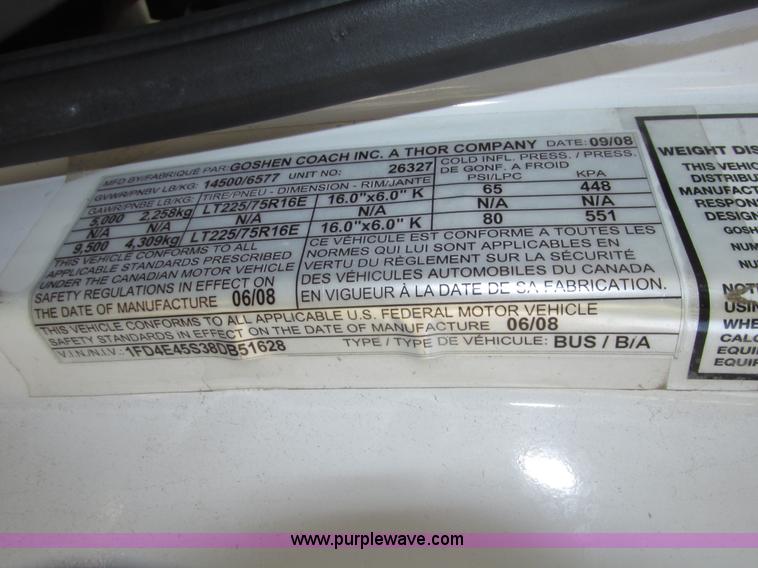 MFD BY/FABRIQUE PAR: GOSHEN COACH INC. A THOR COMPANY DATE: 09/08
GVWR/PNBV LB/KG: 14500/6577 UNIT NO: 26327 COLD INFL. PRESS. / PRESS. DE GONF. A FROID
GAWR/PNBE LB/KG: TIRE/PNEU - DIMENSION - RIM/JANTE PSI/LPC KPA
5,000 2,258kg LT225/75R16E 16.0"x6.0" K 65 448
N/A N/A N/A N/A N/A
9,500 4,309kg LT225/75R16E 16.0"x6.0" K 80 551
THIS VEHICLE CONFORMS TO ALL
APPLICABLE STANDARDS PRESCRIBED
UNDER THE CANADIAN MOTOR VEHICLE
SAFETY REGULATIONS IN EFFECT ON
THE DATE OF MANUFACTURE 06/08
CE VÉHICULE EST CONFORME A TOUTES LES
NORMES QUI LUI SONT APPLICABLES EN
VERTU DU RÈGLEMENT SUR LA SÉCURITÉ
DES VÉHICULES AUTOMOBILES DU CANADA
EN VIGUEUR À LA DATE DE SA FABRICATION.
THIS VEHICLE CONFORMS TO ALL APPLICABLE U.S. FEDERAL MOTOR VEHICLE
SAFETY STANDARDS IN EFFECT ON THE DATE OF MANUFACTURE 06/08
V.I.N./N.I.V.: 1FD4E45S38DB51628 TYPE / TYPE DE VÉHICULE: BUS / B/A
WEIGHT DIS
THIS VEHIC
DISTRIBUT
MANUFACT
RESPONS
DESIGN
GOSH
NUM
NU
NOT
USIN
WHE
CALC
EQUI
EQUIF
www.purplewave.com